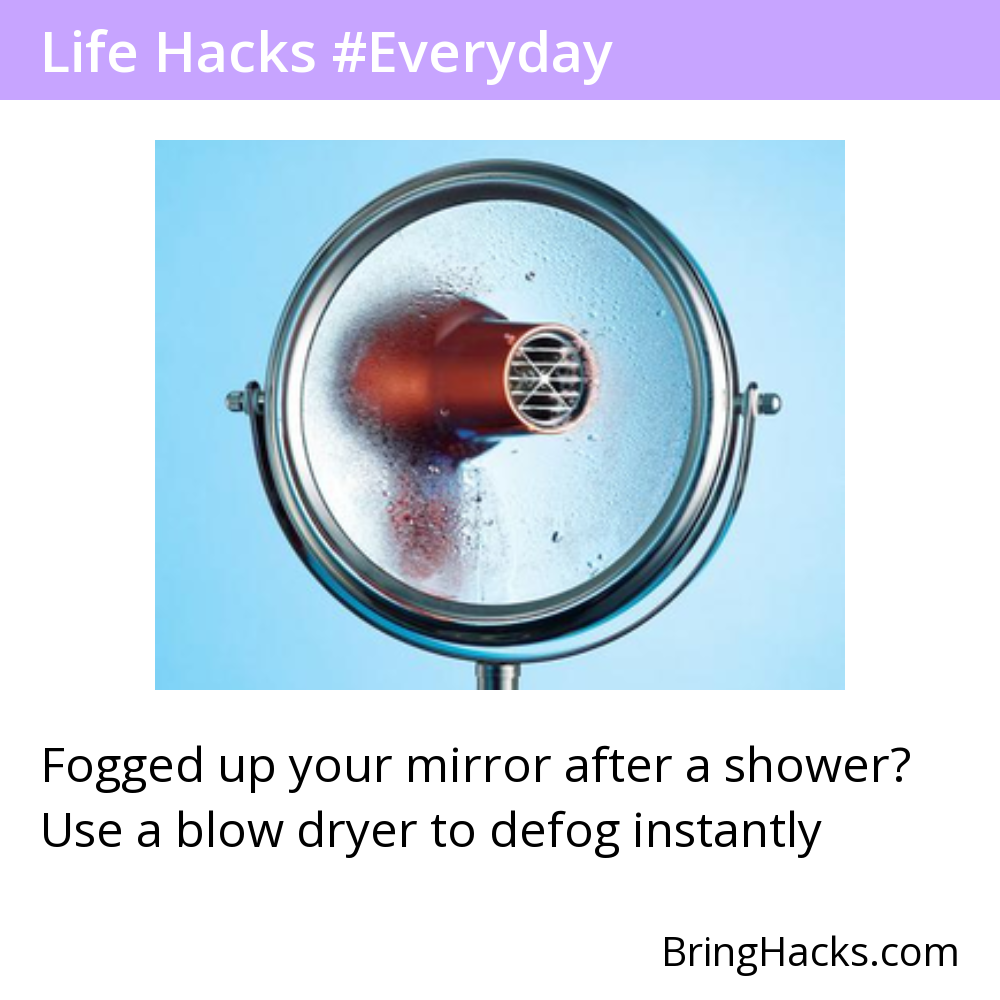 Life Hacks #Everyday
Fogged up your mirror after a shower?
Use a blow dryer to defog instantly
BringHacks.com